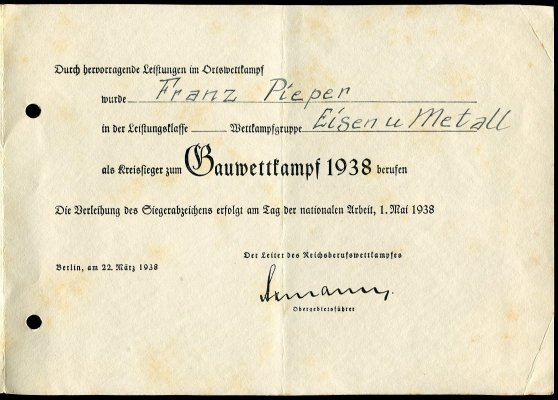 Durch hervorragende Leistungen im Ortswettkampf
wurde Franz Pieper
in der Leistungsklasse ______ Wettkampfgruppe Eisen u Metall
als Kreissieger zum Gauwettkampf 1938 berufen
Die Verleihung des Siegerabzeichens erfolgt am Tag der nationalen Arbeit, 1. Mai 1938
Der Leiter des Reichsberufswettkampfes
Berlin, am 22. März 1938
Obergebietsführer